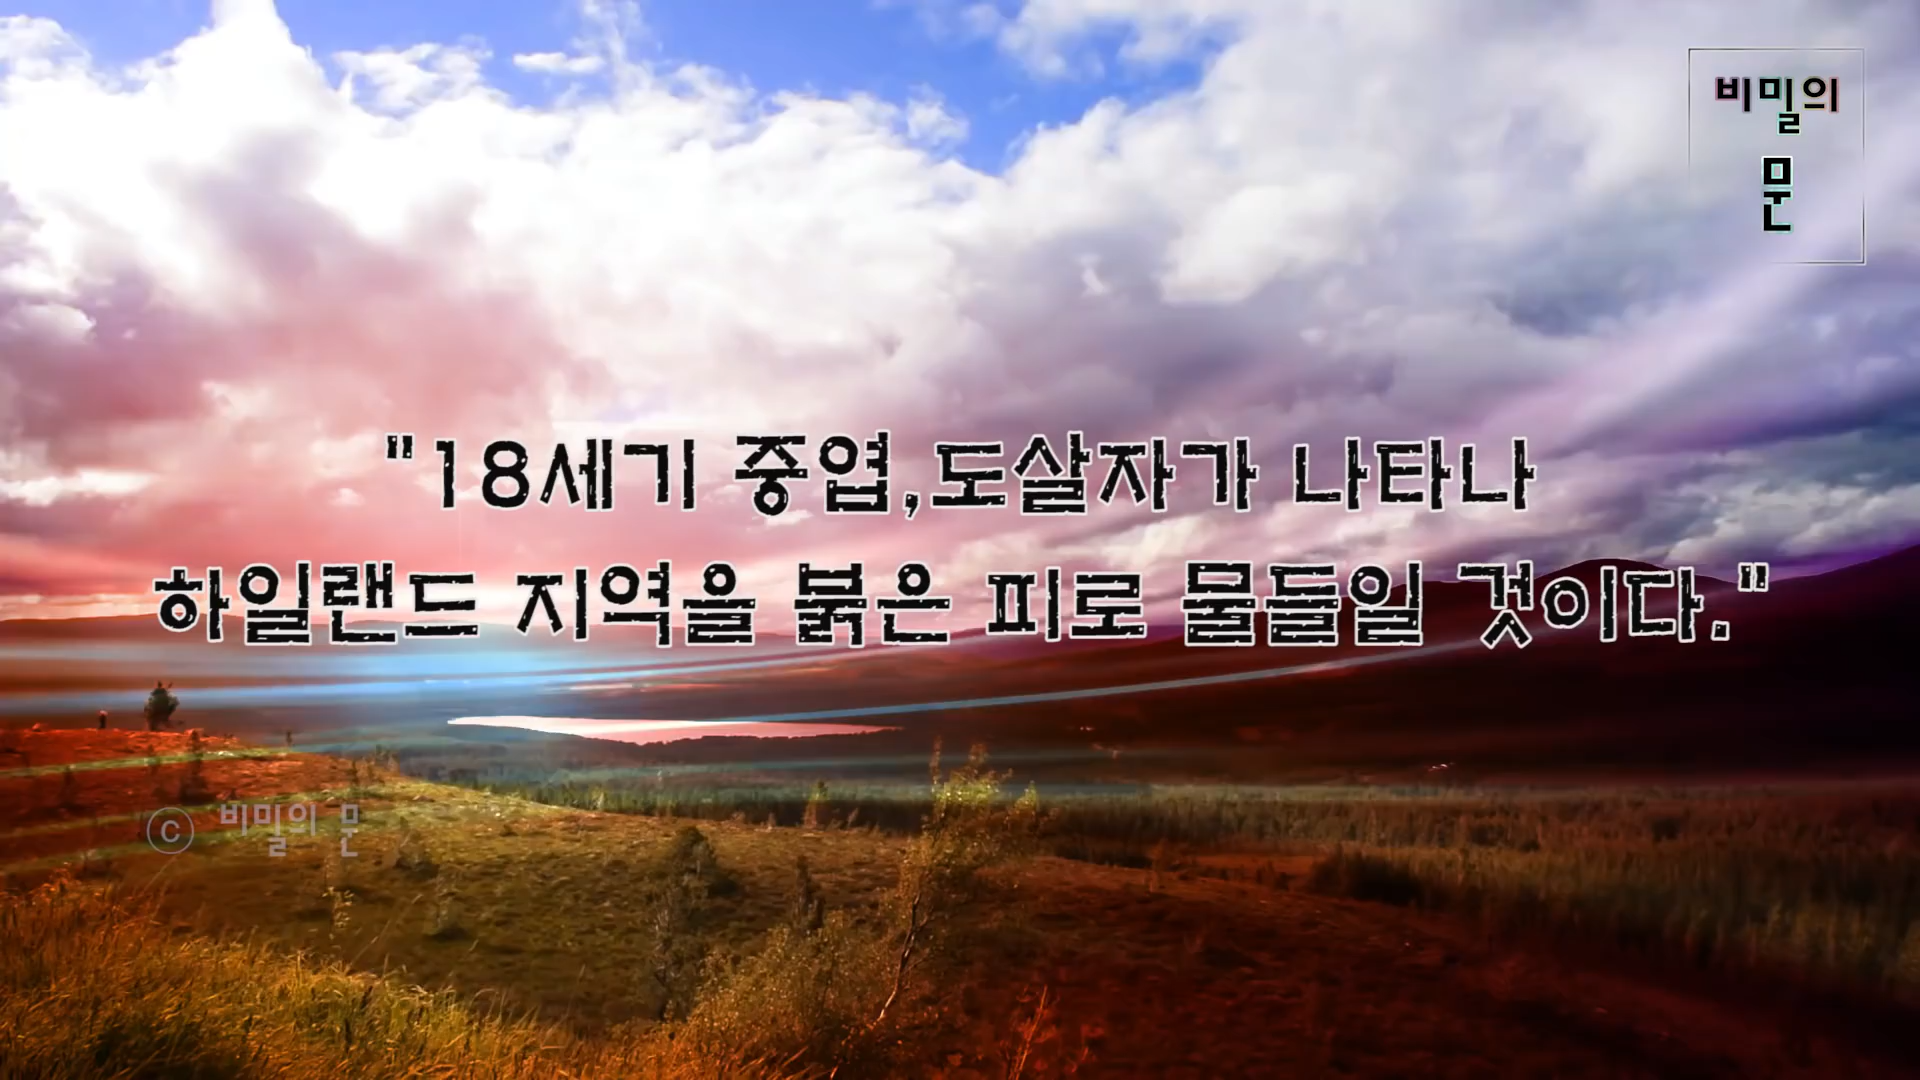 비밀의
문
"18세기 중엽,도살자가 나타나
하일랜드 지역을 붉은 피로 물들일 것이다."
ⓒ 비밀의 문